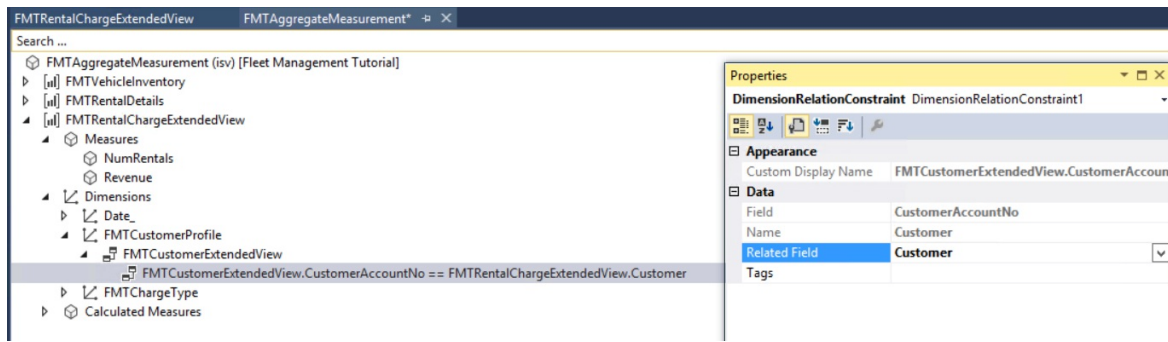 FMTRentalChargeExtendedView FMTAggregateMeasurement*
Search ...
FMTAggregateMeasurement (isv) [Fleet Management Tutorial]
FMTVehicleInventory
FMTRentalDetails
FMTRentalChargeExtendedView
Measures
NumRentals
Revenue
Dimensions
Date_
FMTCustomerProfile
FMTCustomerExtendedView
FMTCustomerExtendedView.CustomerAccountNo == FMTRentalChargeExtendedView.Customer
FMTChargeType
Calculated Measures
Properties
DimensionRelationConstraint DimensionRelationConstraint1
Appearance
Custom Display Name FMTCustomerExtendedView.CustomerAccoun
Data
Field CustomerAccountNo
Name Customer
Related Field Customer
Tags